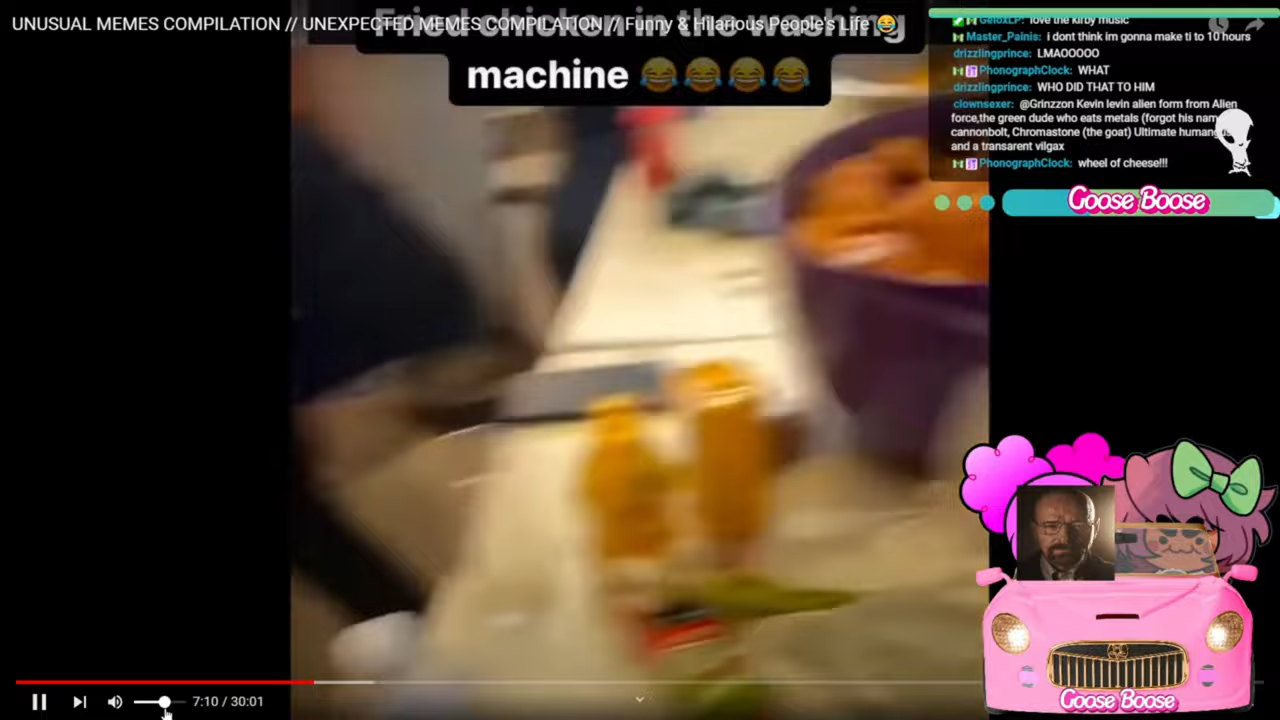 UNUSUAL MEMES COMPILATION // UNEXPECTED MEMES COMPILATION // Funny & Hilarious People's Life 😂
Fried chicken in the washing
machine 😂😂😂😂
GeloxLP: love the kirby music
Master_Painis: i dont think im gonna make ti to 10 hours
drizzlingprince: LMAOOOOO
PhonographClock: WHAT
drizzlingprince: WHO DID THAT TO HIM
clownsexer: @Grinzzon Kevin levin alien form from Alien
force,the green dude who eats metals (forgot his
cannonbolt, Chromastone (the goat) Ultimate
and a transarent vilgax
PhonographClock: wheel of cheese!!!
Goose Boose
Goose Boose
7:10 / 30:01